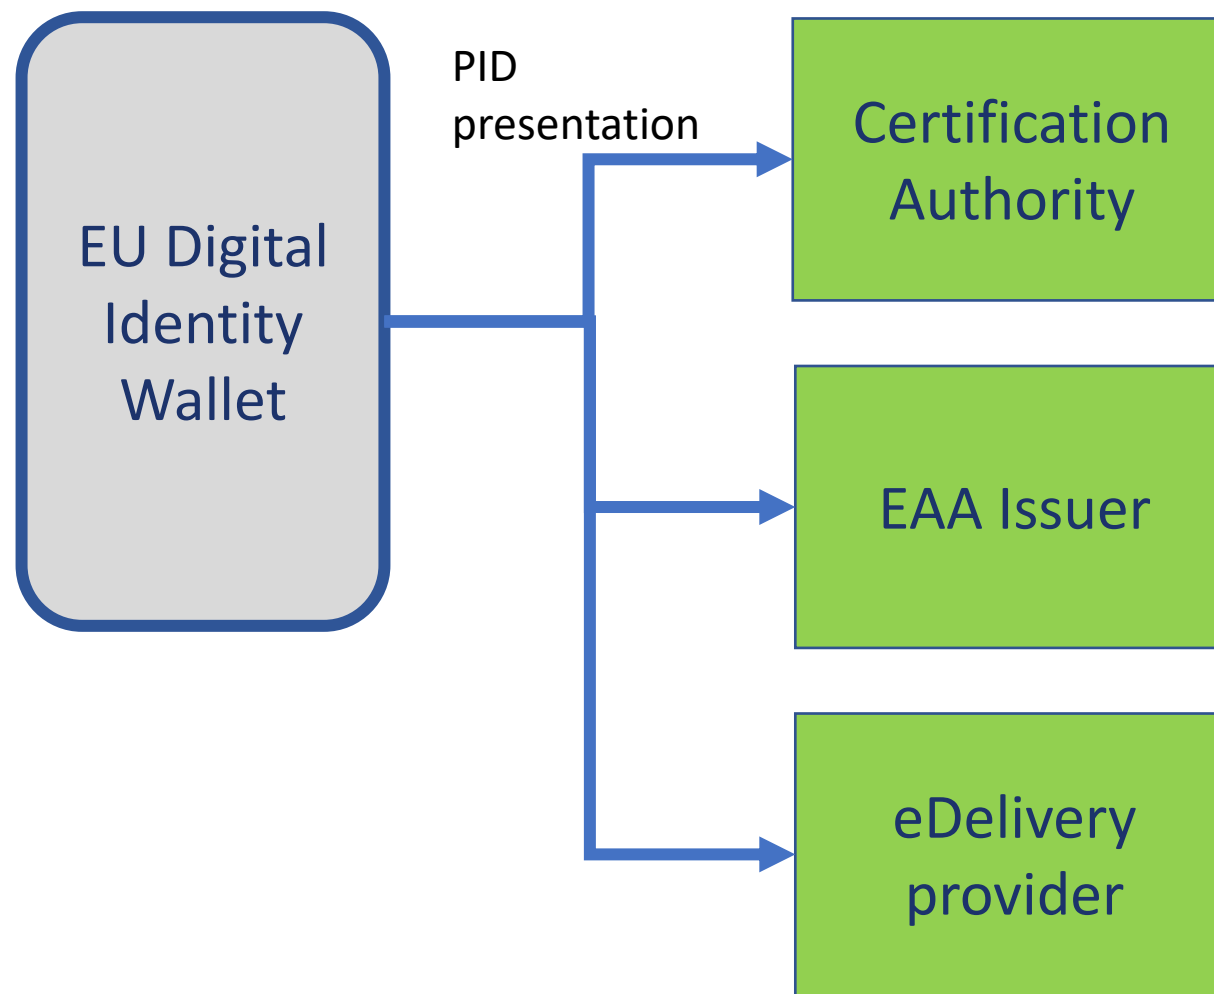 EU Digital
Identity
Wallet
PID
presentation
Certification
Authority
EAA Issuer
eDelivery
provider